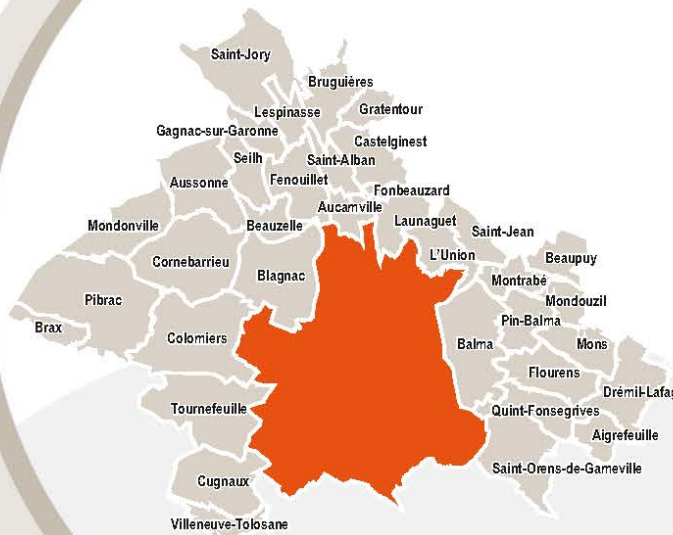 Saint-Jory
Bruguières
Lespinasse
Gratentour
Gagnac-sur-Garonne
Castelginest
Seilh
Saint-Alban
Aussonne
Fenouillet
Fonbeauzard
Aucamville
Launaguet
Mondonville
Beauzelle
Saint-Jean
L'Union
Beaupuy
Cornebarrieu
Blagnac
Montrabé
Pibrac
Mondouzil
Brax
Pin-Balma
Colomiers
Balma
Mons
Flourens
Drémil-Lafag
Tournefeuille
Quint-Fonsegrives
Aigrefeuille
Saint-Orens-de-Gameville
Cugnaux
Villeneuve-Tolosane